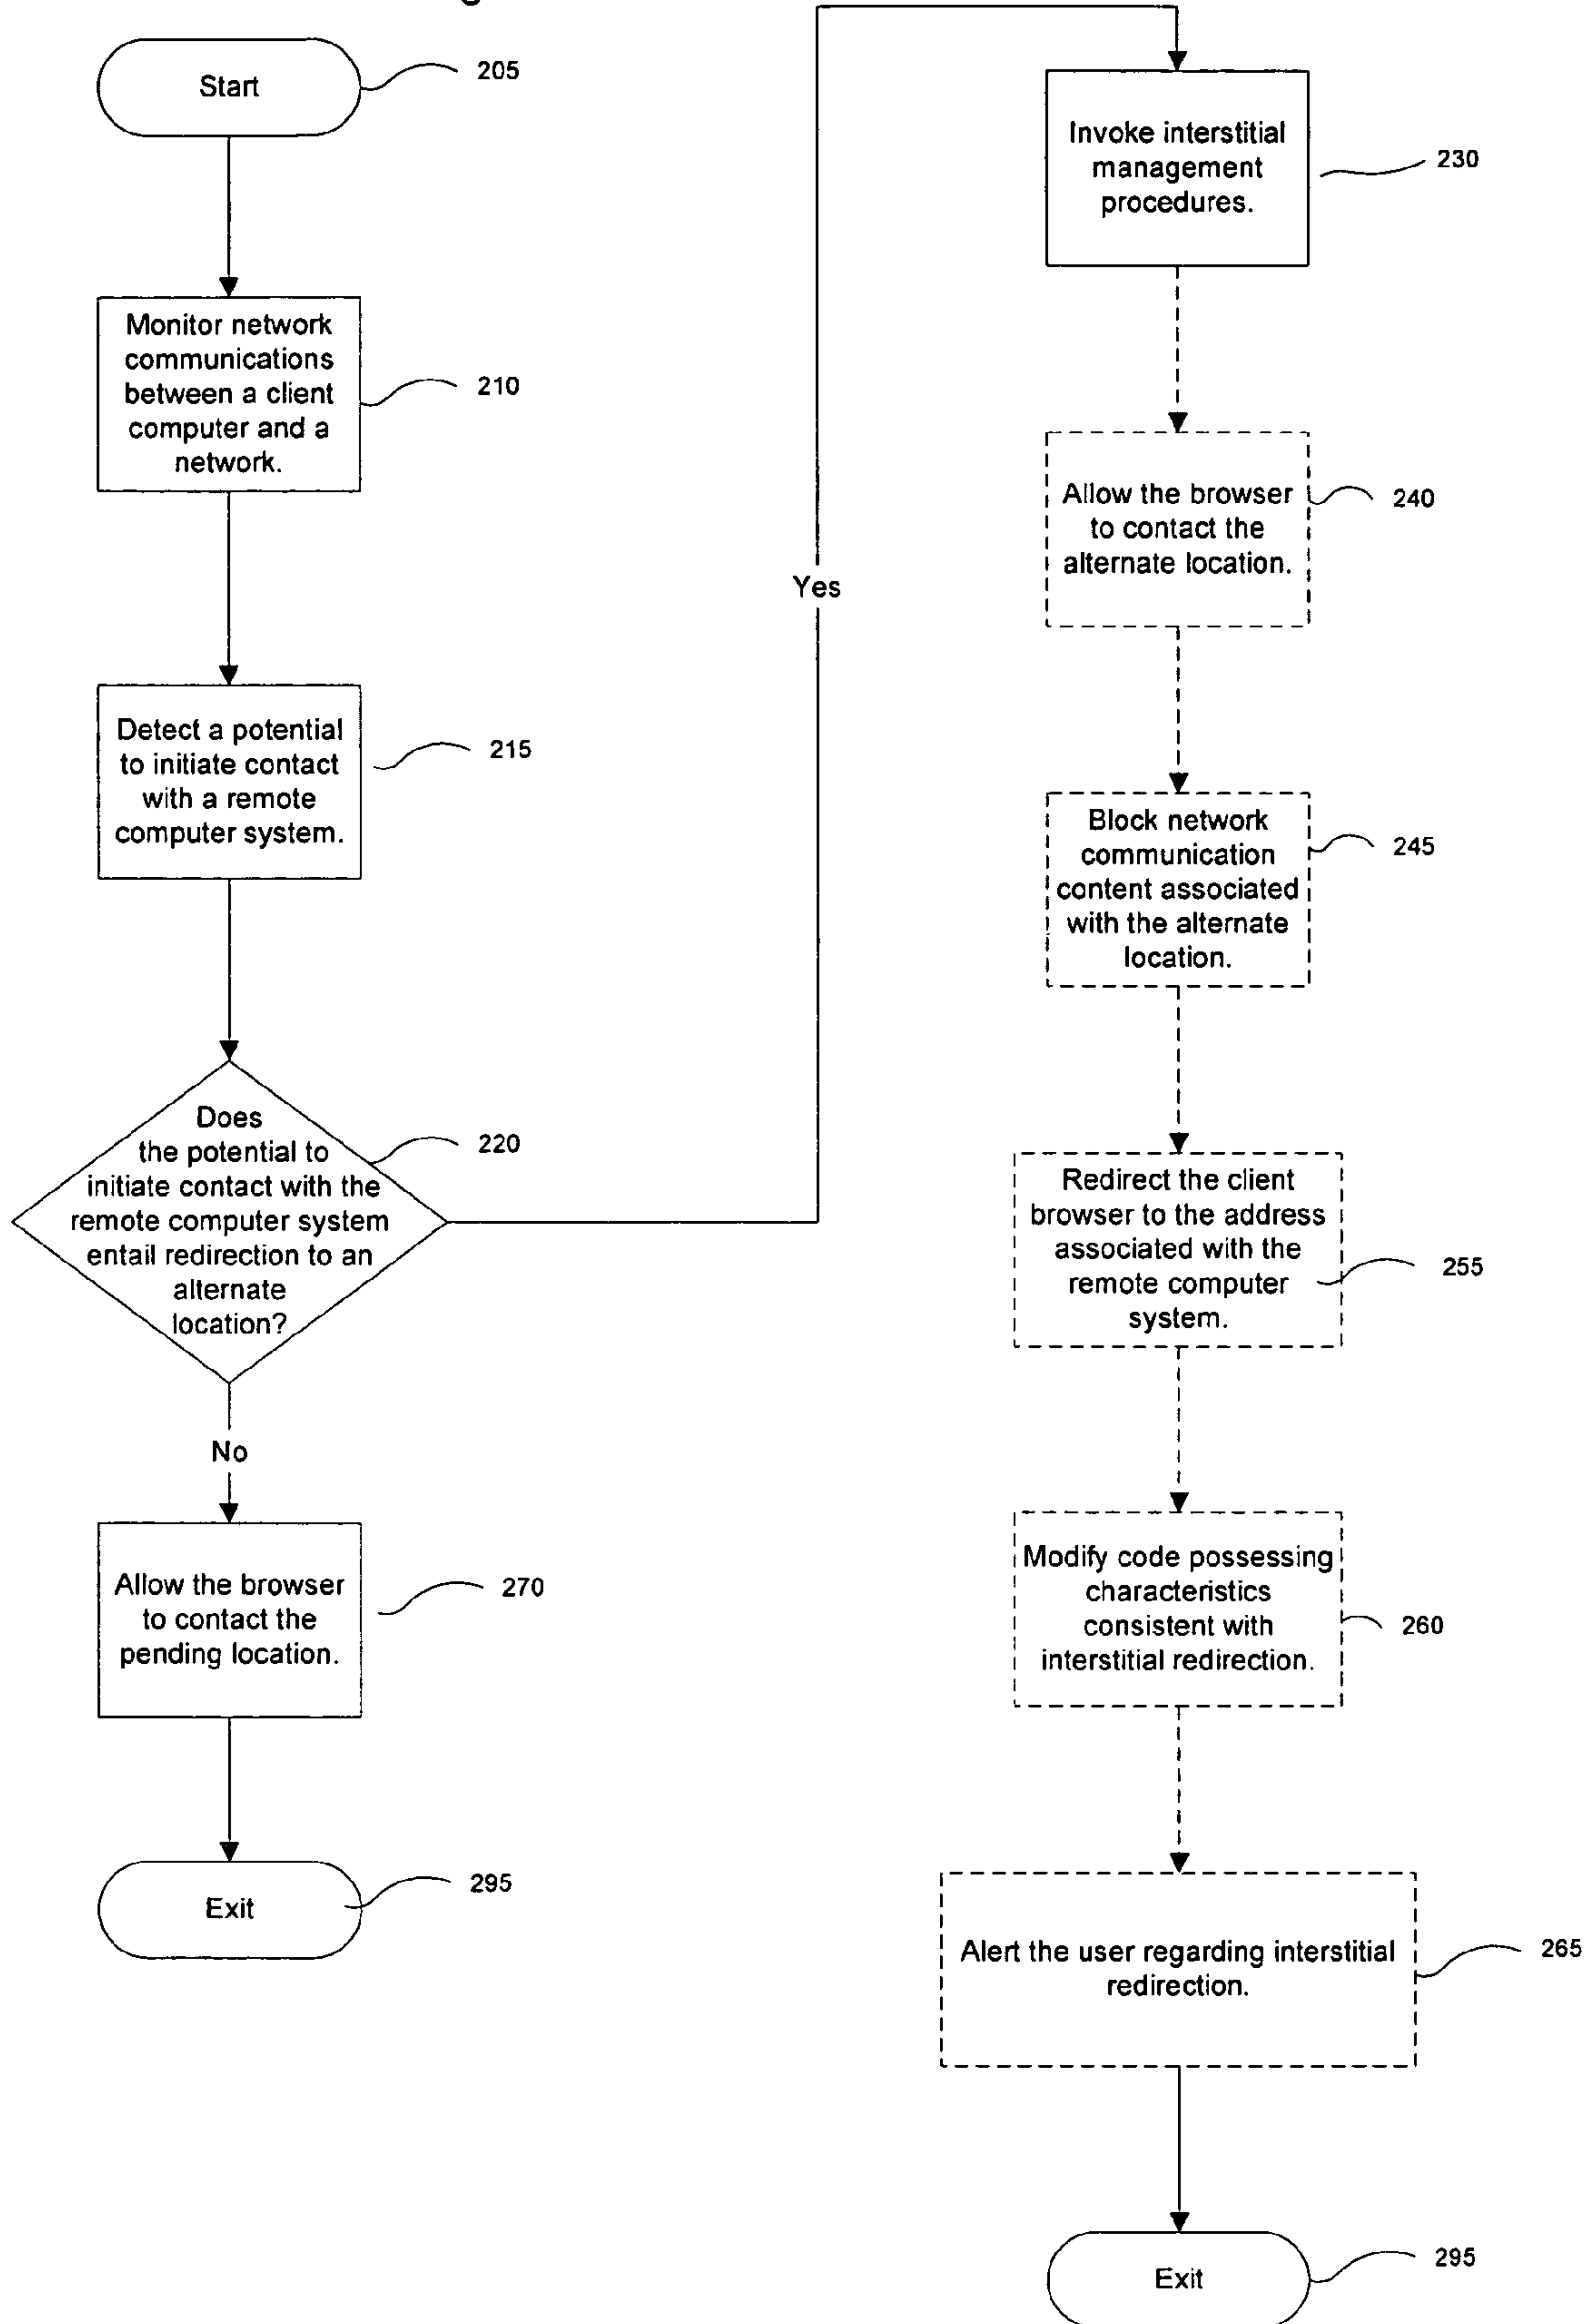 Start
205
Monitor network
communications
between a client
computer and a
network.
210
Detect a potential
to initiate contact
with a remote
computer system.
215
Does
the potential to
initiate contact with the
remote computer system
entail redirection to an
alternate
location?
220
No
Allow the browser
to contact the
pending location.
270
Exit
295
Yes
Invoke interstitial
management
procedures.
230
Allow the browser
to contact the
alternate location.
240
Block network
communication
content associated
with the alternate
location.
245
Redirect the client
browser to the address
associated with the
remote computer
system.
255
Modify code possessing
characteristics
consistent with
interstitial redirection.
260
Alert the user regarding interstitial
redirection.
265
Exit
295